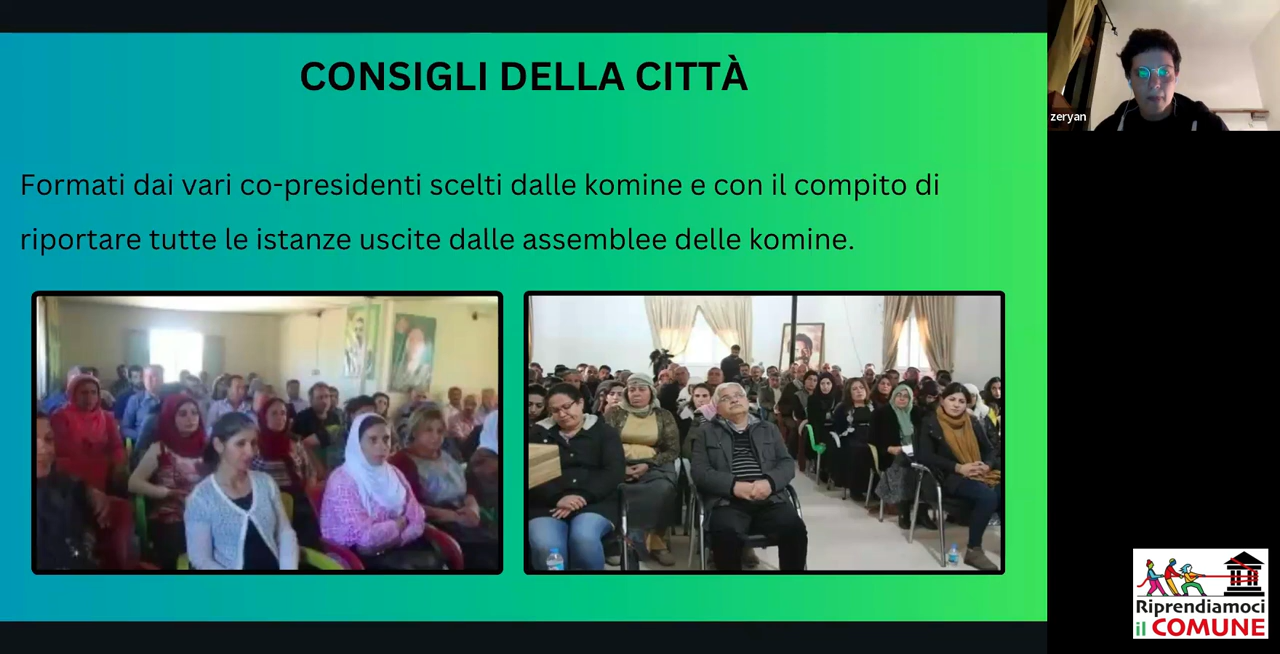 CONSIGLI DELLA CITTÀ
Formati dai vari co-presidenti scelti dalle komine e con il compito di
riportare tutte le istanze uscite dalle assemblee delle komine.
zeryan
Riprendiamoci
il COMUNE